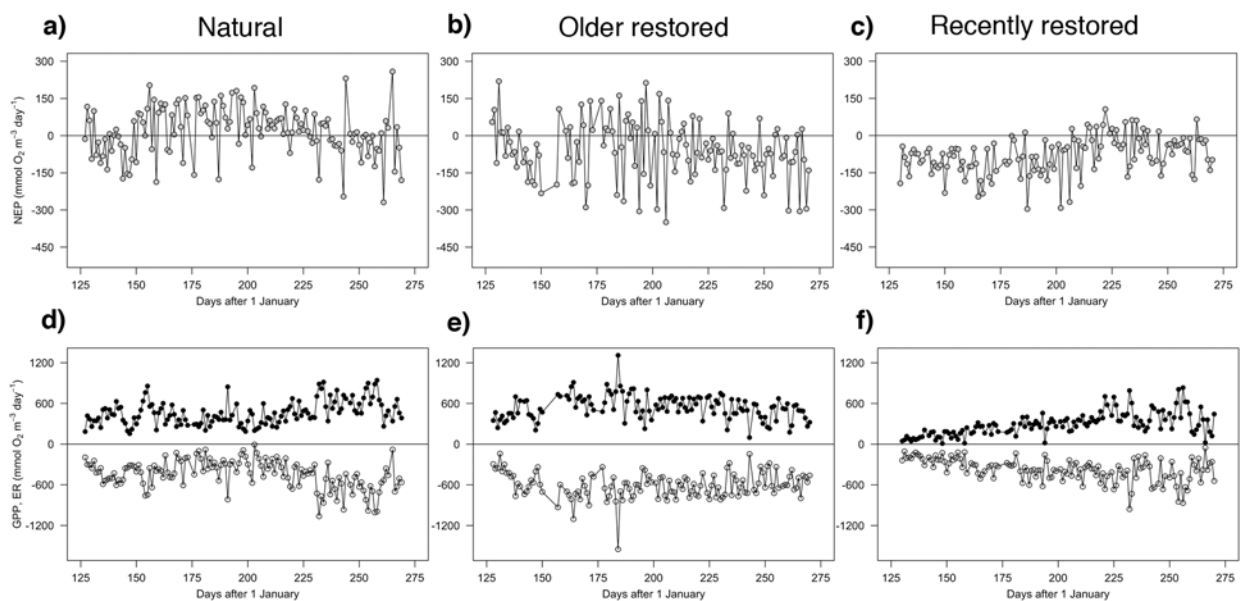 a) Natural
b) Older restored
c) Recently restored
NEP (mmol O₂ m⁻³ day⁻¹)
300
150
0
-150
-300
-450
125 150 175 200 225 250 275
Days after 1 January
300
150
0
-150
-300
-450
125 150 175 200 225 250 275
Days after 1 January
300
150
0
-150
-300
-450
125 150 175 200 225 250 275
Days after 1 January
d)
e)
f)
GPP, ER (mmol O₂ m⁻³ day⁻¹)
1200
600
0
-600
-1200
125 150 175 200 225 250 275
Days after 1 January
1200
600
0
-600
-1200
125 150 175 200 225 250 275
Days after 1 January
1200
600
0
-600
-1200
125 150 175 200 225 250 275
Days after 1 January